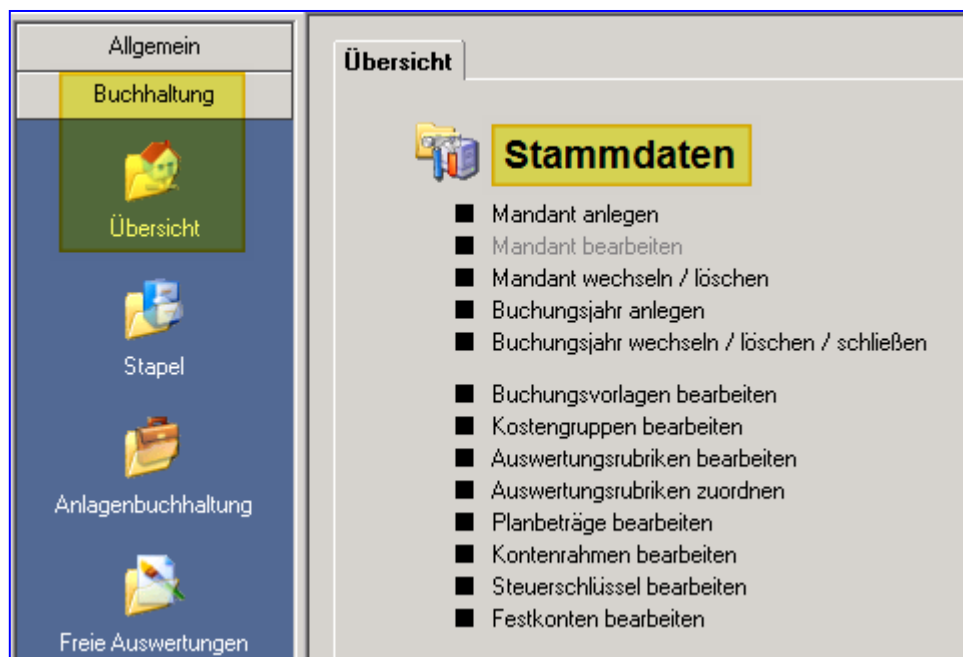 Allgemein
Buchhaltung
Übersicht
Stapel
Anlagenbuchhaltung
Freie Auswertungen
Übersicht
Stammdaten
Mandant anlegen
Mandant bearbeiten
Mandant wechseln / löschen
Buchungsjahr anlegen
Buchungsjahr wechseln / löschen / schließen
Buchungsvorlagen bearbeiten
Kostengruppen bearbeiten
Auswertungsrubriken bearbeiten
Auswertungsrubriken zuordnen
Planbeträge bearbeiten
Kontenrahmen bearbeiten
Steuerschlüssel bearbeiten
Festkonten bearbeiten